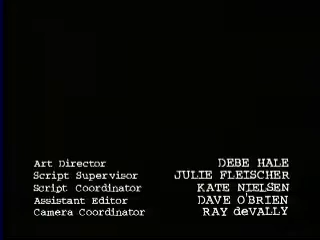 Art Director DEBE HALE
Script Supervisor JULIE FLEISCHER
Script Coordinator KATE NIELSEN
Assistant Editor DAVE O'BRIEN
Camera Coordinator RAY deVALLY